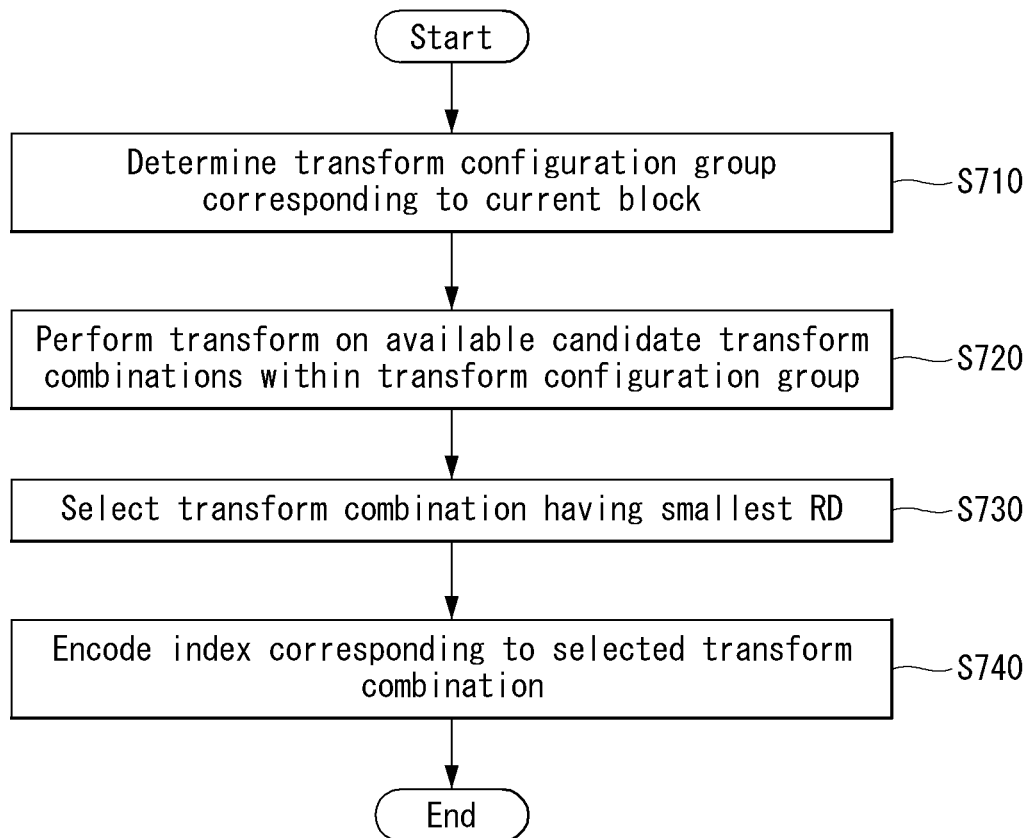 Start
Determine transform configuration group
corresponding to current block
S710
Perform transform on available candidate transform
combinations within transform configuration group
S720
Select transform combination having smallest RD
S730
Encode index corresponding to selected transform
combination
S740
End